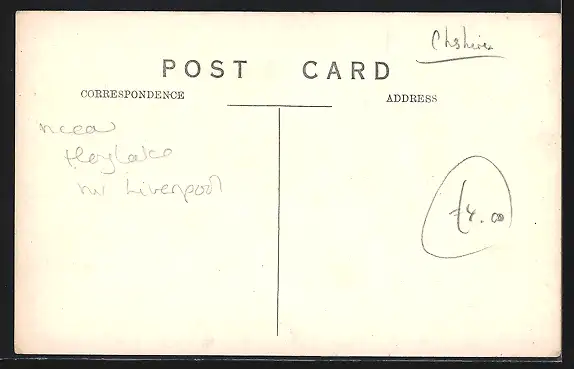 Cheshire
POST CARD
CORRESPONDENCE
ADDRESS
near
Hoylake
nr Liverpool
£4.00